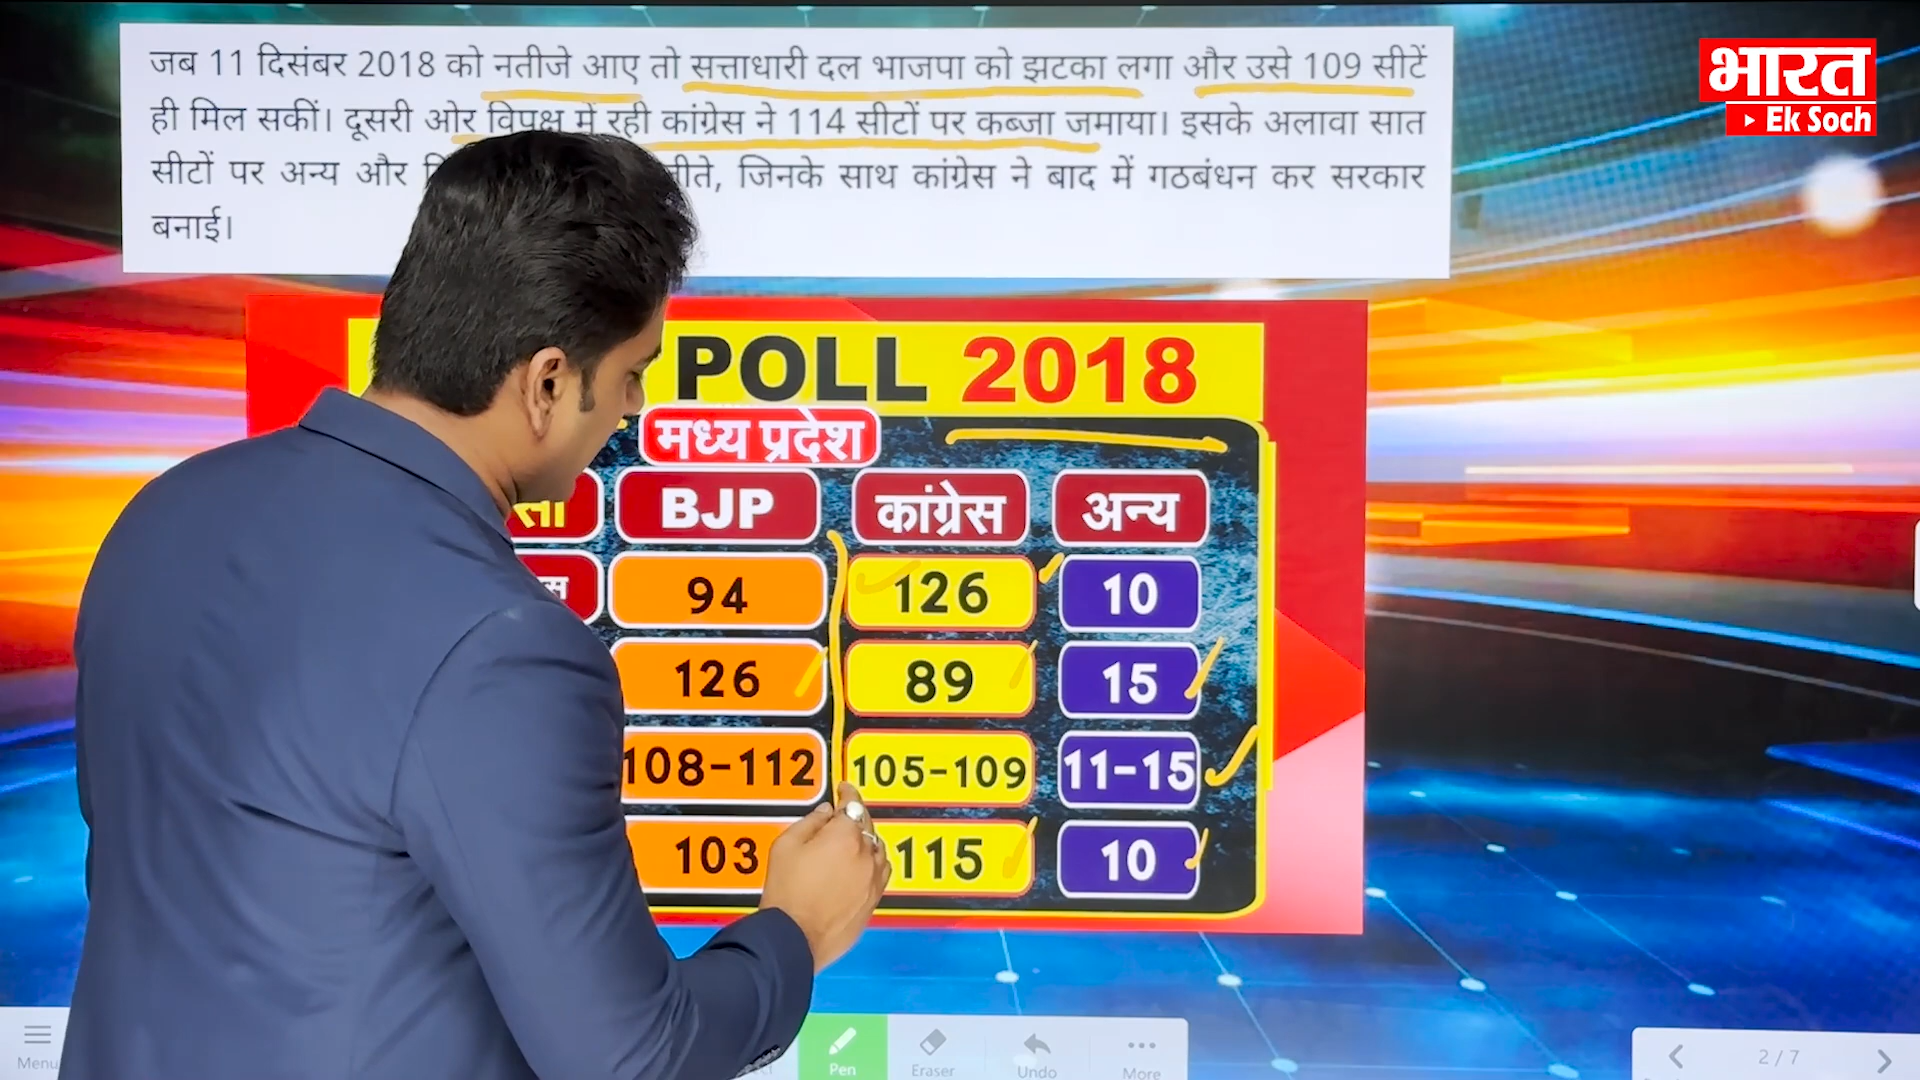 जब 11 दिसंबर 2018 को नतीजे आए तो सत्ताधारी दल भाजपा को झटका लगा और उसे 109 सीटें
ही मिल सकीं। दूसरी ओर विपक्ष में रही कांग्रेस ने 114 सीटों पर कब्जा जमाया। इसके अलावा सात
सीटों पर अन्य और जीते, जिनके साथ कांग्रेस ने बाद में गठबंधन कर सरकार
बनाई।
भारत
Ek Soch
POLL 2018
मध्य प्रदेश
BJP कांग्रेस अन्य
94 126 10
126 89 15
108-112 105-109 11-15
103 115 10
Menu Pen Eraser Undo More 2 / 7